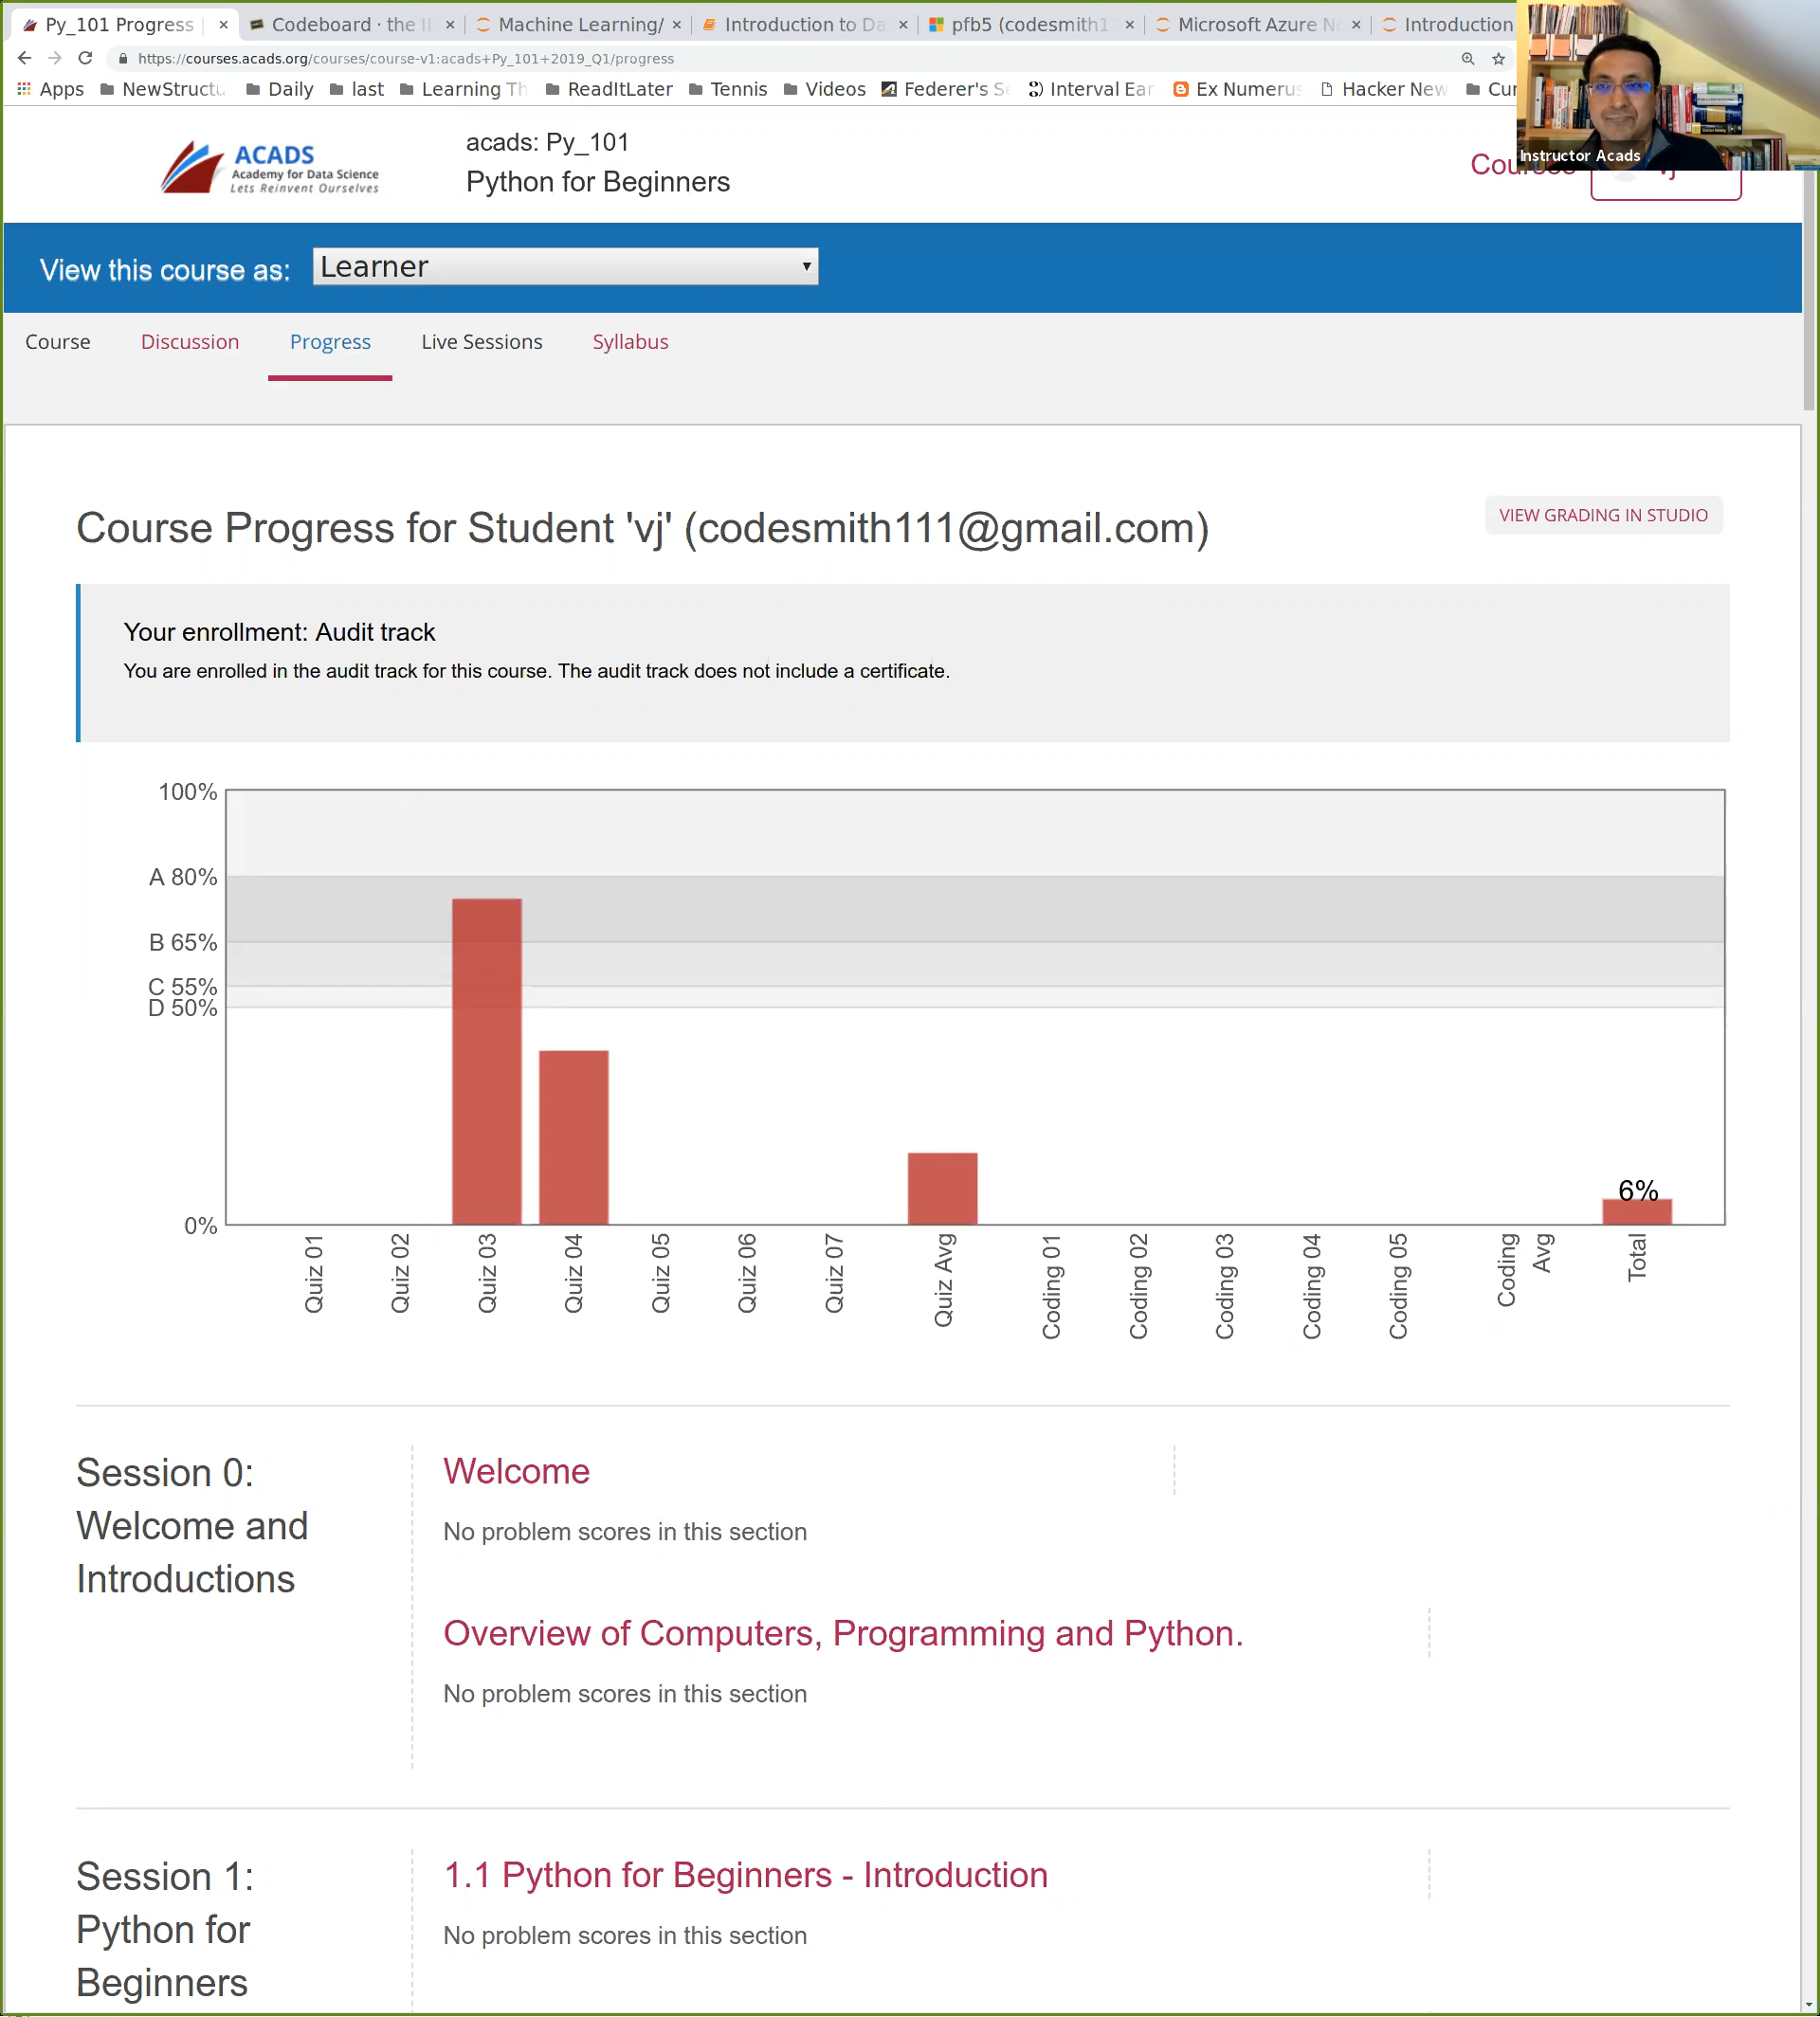 Py_101 Progress
Codeboard · the I
Machine Learning/
Introduction to Da
pfb5 (codesmith1
Microsoft Azure N
Introduction
https://courses.acads.org/courses/course-v1:acads+Py_101+2019_Q1/progress
Apps
NewStructu
Daily
last
Learning Th
ReadItLater
Tennis
Videos
Federer's S
Interval Ear
Ex Numerus
Hacker New
Cur
Instructor Acads
ACADS
Academy for Data Science
Lets Reinvent Ourselves
acads: Py_101
Python for Beginners
Courses
vj
View this course as:
Learner
Course
Discussion
Progress
Live Sessions
Syllabus
Course Progress for Student 'vj' (codesmith111@gmail.com)
VIEW GRADING IN STUDIO
Your enrollment: Audit track
You are enrolled in the audit track for this course. The audit track does not include a certificate.
100%
A 80%
B 65%
C 55%
D 50%
0%
6%
Quiz 01
Quiz 02
Quiz 03
Quiz 04
Quiz 05
Quiz 06
Quiz 07
Quiz Avg
Coding 01
Coding 02
Coding 03
Coding 04
Coding 05
Coding
Avg
Total
Session 0:
Welcome and
Introductions
Welcome
No problem scores in this section
Overview of Computers, Programming and Python.
No problem scores in this section
Session 1:
Python for
Beginners
1.1 Python for Beginners - Introduction
No problem scores in this section